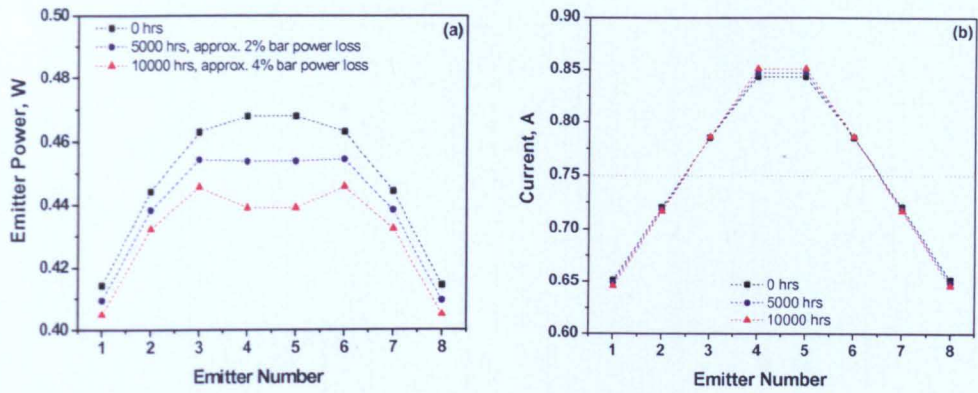 (a)
0 hrs
5000 hrs, approx. 2% bar power loss
10000 hrs, approx. 4% bar power loss
Emitter Power, W
0.50
0.48
0.46
0.44
0.42
0.40
1 2 3 4 5 6 7 8
Emitter Number
(b)
Current, A
0.90
0.85
0.80
0.75
0.70
0.65
0.60
0 hrs
5000 hrs
10000 hrs
1 2 3 4 5 6 7 8
Emitter Number